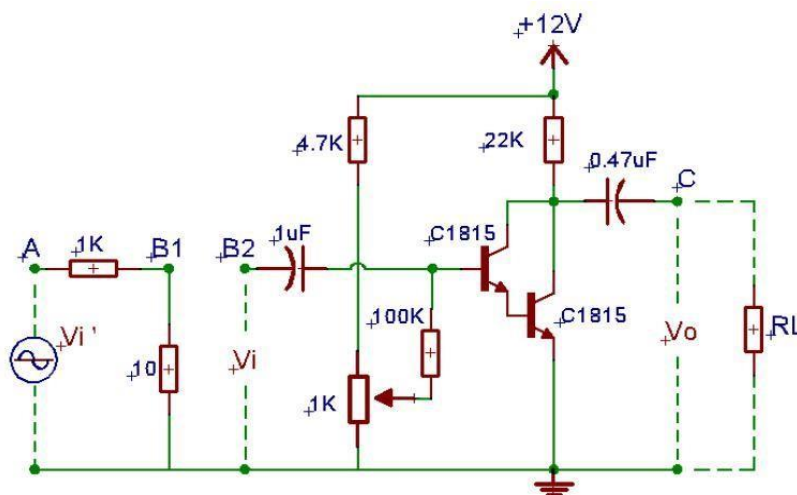 +12V
4.7K
22K
0.47uF
C
A
1K
B1
B2
1uF
C1815
100K
C1815
Vi '
10
Vi
1K
Vo
RL